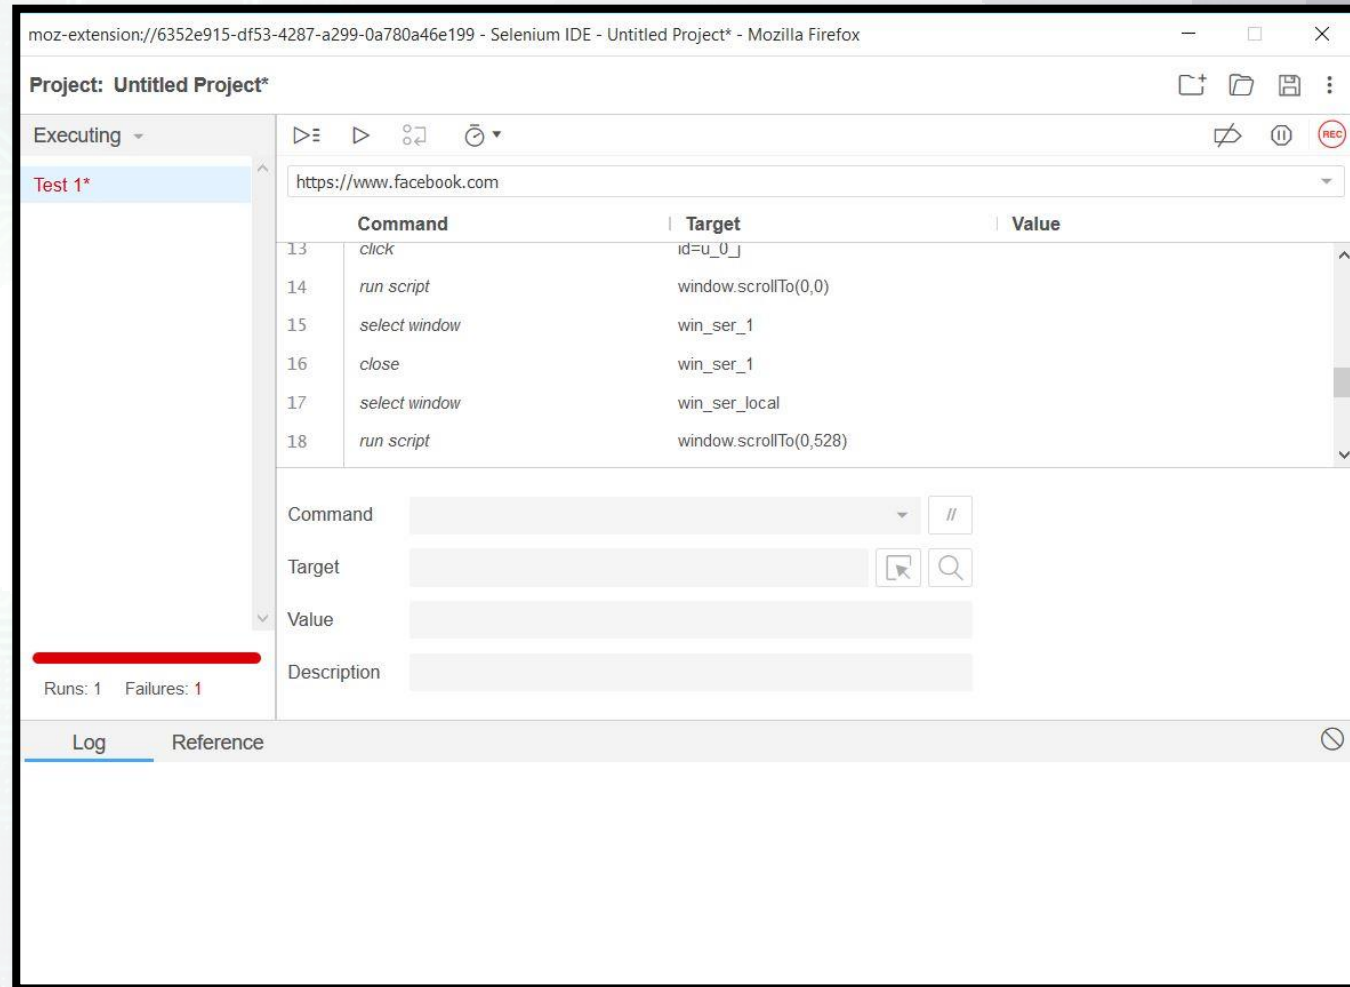 moz-extension://6352e915-df53-4287-a299-0a780a46e199 - Selenium IDE - Untitled Project* - Mozilla Firefox
Project: Untitled Project*
Executing
Test 1*
REC
https://www.facebook.com
Command Target Value
13 click id=u_0_j
14 run script window.scrollTo(0,0)
15 select window win_ser_1
16 close win_ser_1
17 select window win_ser_local
18 run script window.scrollTo(0,528)
Command //
Target
Value
Description
Runs: 1 Failures: 1
Log Reference